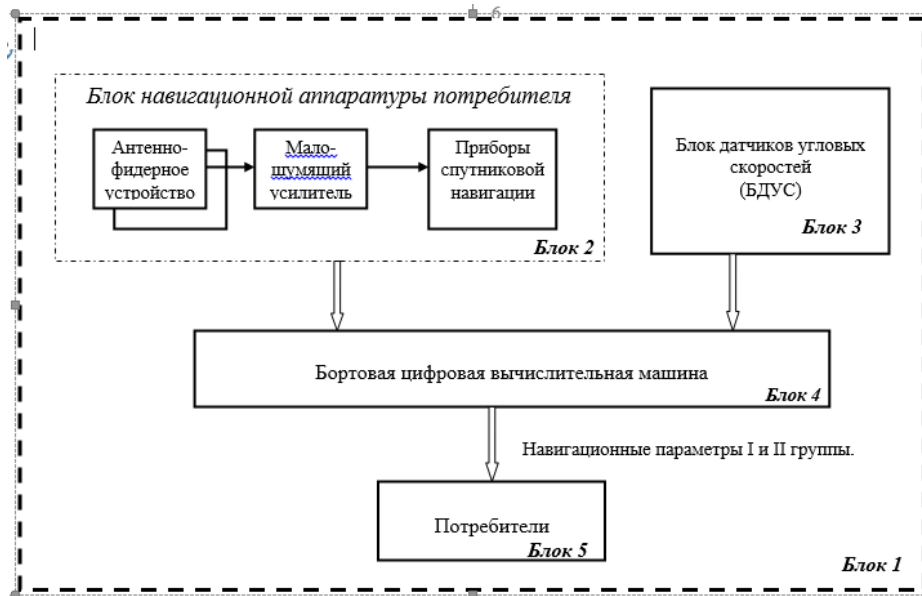 6
Блок навигационной аппаратуры потребителя
Антенно-
фидерное
устройство
Мало-
шумящий
усилитель
Приборы
спутниковой
навигации
Блок 2
Блок датчиков угловых
скоростей
(БДУС)
Блок 3
Бортовая цифровая вычислительная машина
Блок 4
Навигационные параметры I и II группы.
Потребители
Блок 5
Блок 1